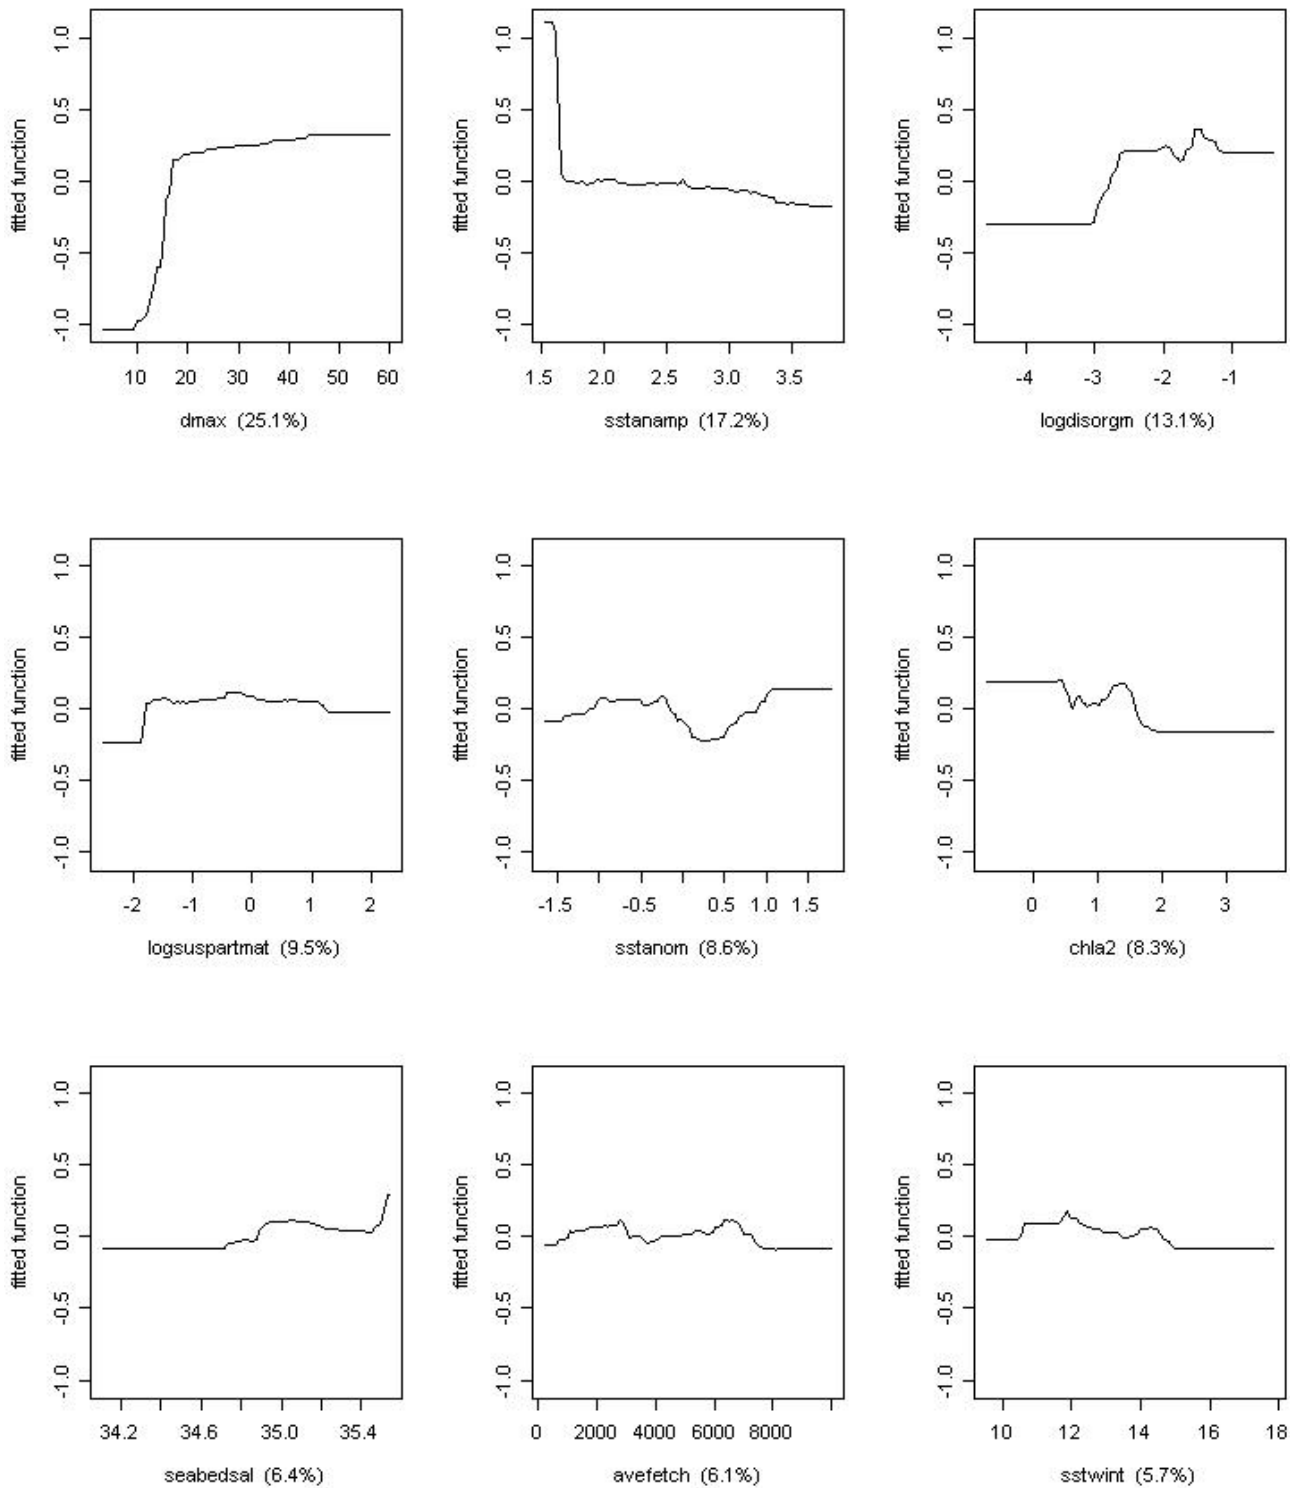 fitted function
1.0
0.5
0.0
-0.5
-1.0
10 20 30 40 50 60
dmax (25.1%)
fitted function
1.0
0.5
0.0
-0.5
-1.0
1.5 2.0 2.5 3.0 3.5
sstanamp (17.2%)
fitted function
1.0
0.5
0.0
-0.5
-1.0
-4 -3 -2 -1
logdisorgm (13.1%)
fitted function
1.0
0.5
0.0
-0.5
-1.0
-2 -1 0 1 2
logsuspartmat (9.5%)
fitted function
1.0
0.5
0.0
-0.5
-1.0
-1.5 -0.5 0.5 1.0 1.5
sstanom (8.6%)
fitted function
1.0
0.5
0.0
-0.5
-1.0
0 1 2 3
chla2 (8.3%)
fitted function
1.0
0.5
0.0
-0.5
-1.0
34.2 34.6 35.0 35.4
seabedsal (6.4%)
fitted function
1.0
0.5
0.0
-0.5
-1.0
0 2000 4000 6000 8000
avefetch (6.1%)
fitted function
1.0
0.5
0.0
-0.5
-1.0
10 12 14 16 18
sstwint (5.7%)